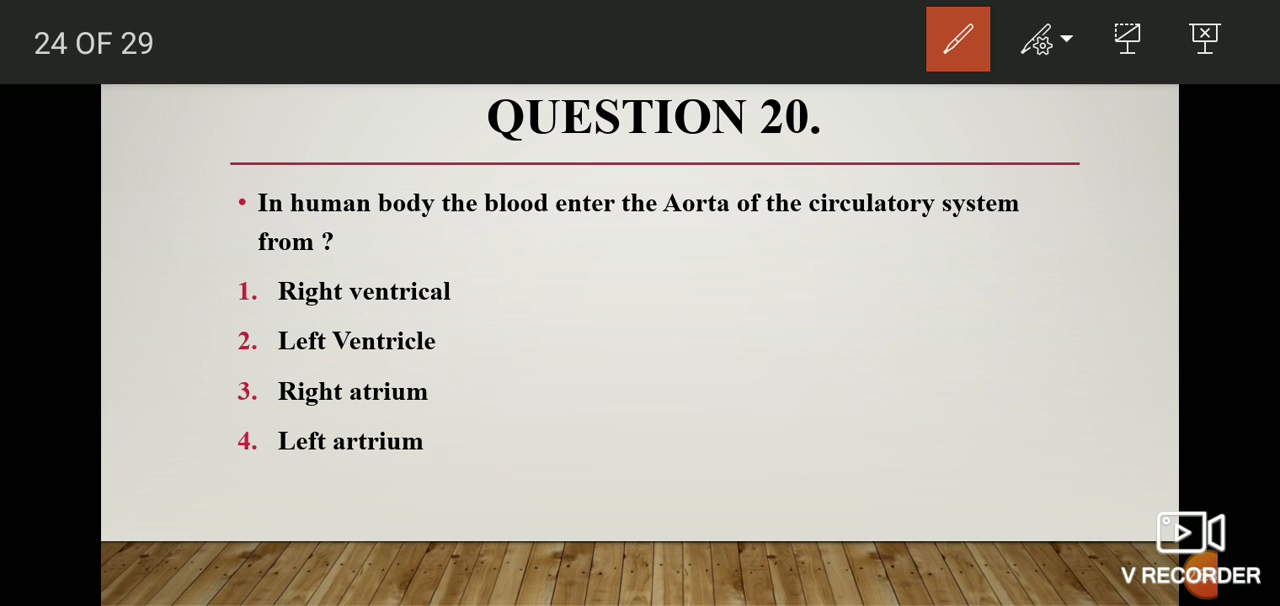 24 OF 29
QUESTION 20.
• In human body the blood enter the Aorta of the circulatory system
from ?
1. Right ventrical
2. Left Ventricle
3. Right atrium
4. Left artrium
V RECORDER